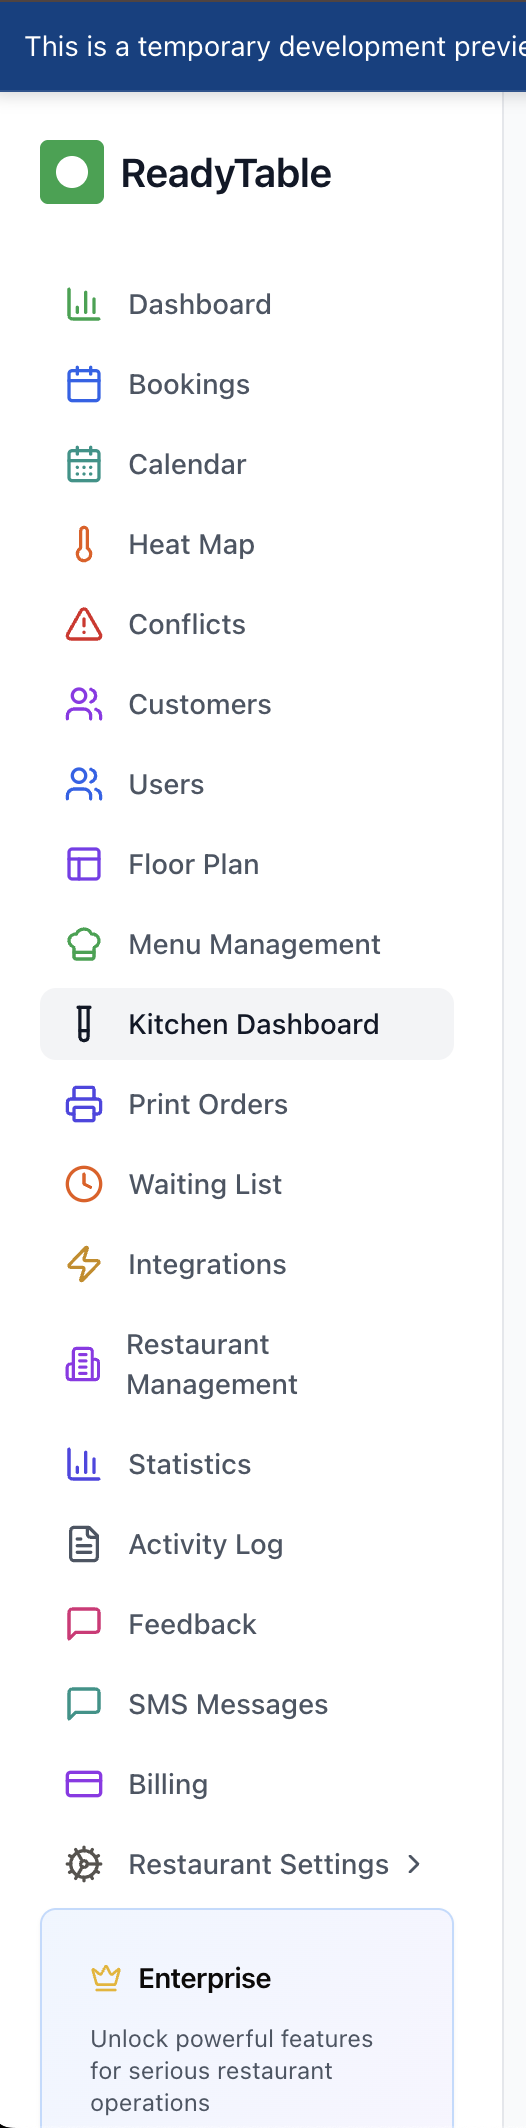 This is a temporary development previe
ReadyTable
Dashboard
Bookings
Calendar
Heat Map
Conflicts
Customers
Users
Floor Plan
Menu Management
Kitchen Dashboard
Print Orders
Waiting List
Integrations
Restaurant
Management
Statistics
Activity Log
Feedback
SMS Messages
Billing
Restaurant Settings
Enterprise
Unlock powerful features
for serious restaurant
operations